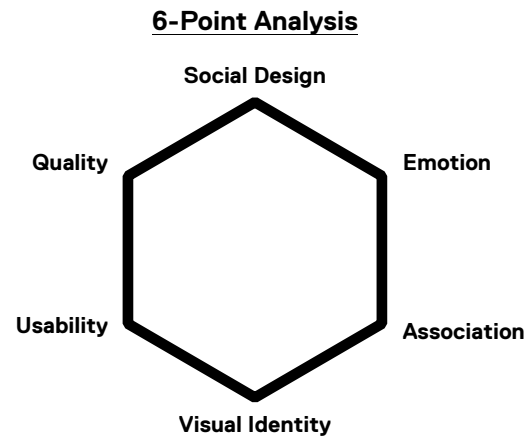 6-Point Analysis
Social Design
Quality
Emotion
Usability
Association
Visual Identity